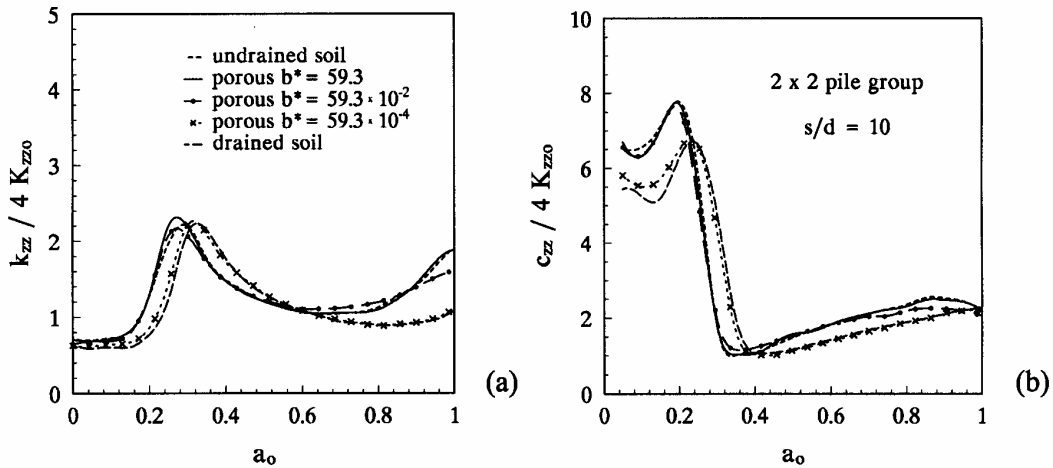 5
4
3
2
1
0
k_zz / 4 K_zzo
undrained soil
porous b* = 59.3
porous b* = 59.3 · 10^-2
porous b* = 59.3 · 10^-4
drained soil
0 0.2 0.4 0.6 0.8 1
a_o
(a)
10
8
6
4
2
0
c_zz / 4 K_zzo
2 x 2 pile group
s/d = 10
0 0.2 0.4 0.6 0.8 1
a_o
(b)